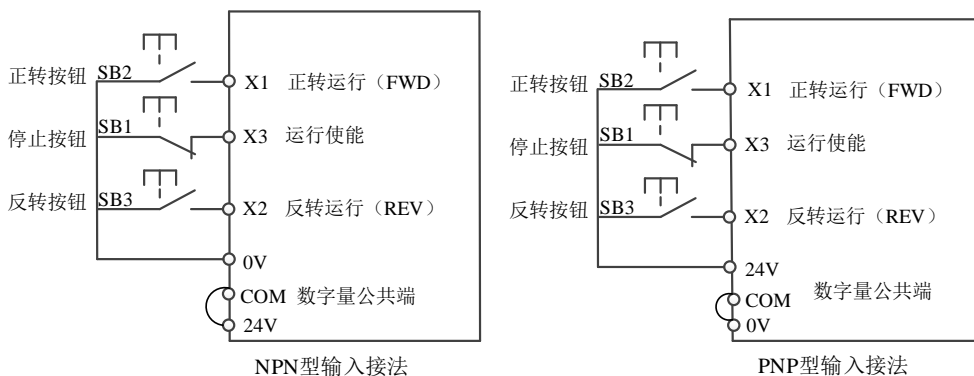 正转按钮 SB2 X1 正转运行（FWD）
停止按钮 SB1 X3 运行使能
反转按钮 SB3 X2 反转运行（REV）
0V
COM 数字量公共端
24V
NPN型输入接法
正转按钮 SB2 X1 正转运行（FWD）
停止按钮 SB1 X3 运行使能
反转按钮 SB3 X2 反转运行（REV）
24V
COM 数字量公共端
0V
PNP型输入接法